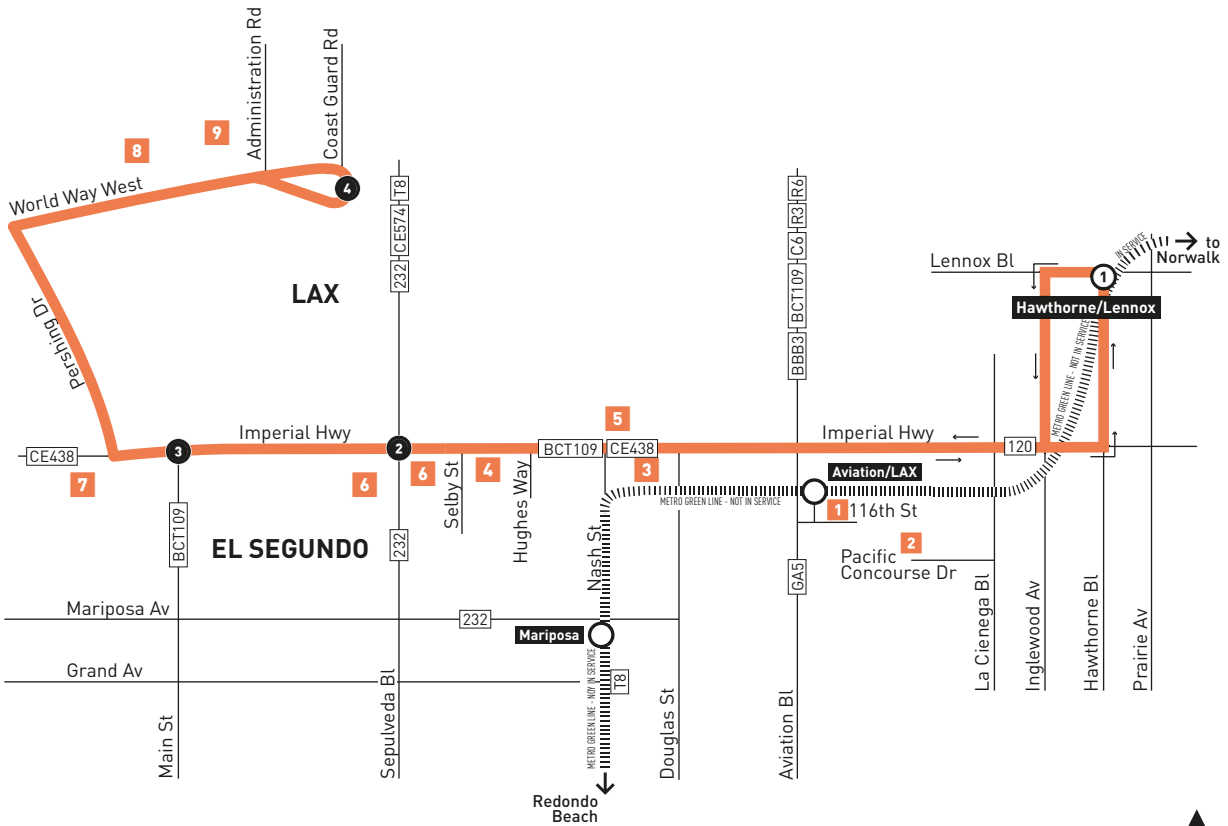 Administration Rd
Coast Guard Rd
9
8
World Way West
4
T8
CE574
232
R6
R3
C6
BCT109
BBB3
IN SERVICE
to
Norwalk
Lennox Bl
1
Hawthorne/Lennox
LAX
Pershing Dr
METRO GREEN LINE - NOT IN SERVICE
5
Imperial Hwy
Imperial Hwy
CE438
3
2
BCT109
CE438
120
7
6
6
4
3
Aviation/LAX
METRO GREEN LINE - NOT IN SERVICE
1
116th St
Selby St
Hughes Way
Nash St
BCT109
EL SEGUNDO
232
2
Pacific
Concourse Dr
GA5
Mariposa Av
232
Mariposa
Grand Av
METRO GREEN LINE - NOY IN SERVICE
T8
Main St
Sepulveda Bl
Douglas St
Aviation Bl
La Cienega Bl
Inglewood Av
Hawthorne Bl
Prairie Av
Redondo
Beach